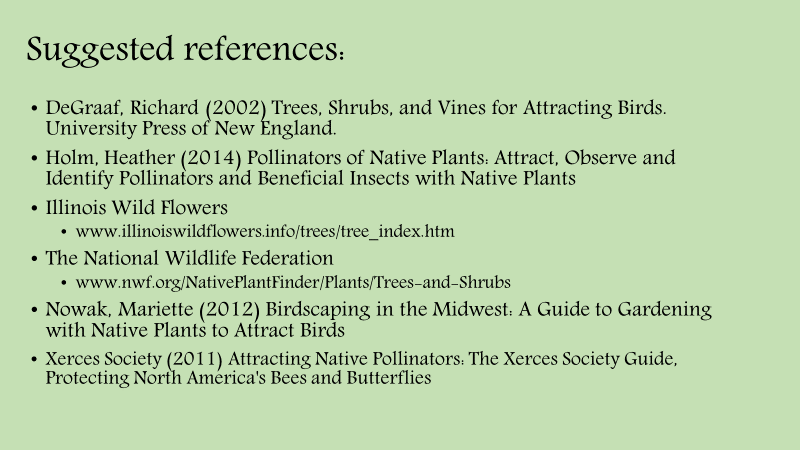 Suggested references:
• DeGraaf, Richard (2002) Trees, Shrubs, and Vines for Attracting Birds.
University Press of New England.
• Holm, Heather (2014) Pollinators of Native Plants: Attract, Observe and
Identify Pollinators and Beneficial Insects with Native Plants
• Illinois Wild Flowers
• www.illinoiswildflowers.info/trees/tree_index.htm
• The National Wildlife Federation
• www.nwf.org/NativePlantFinder/Plants/Trees-and-Shrubs
• Nowak, Mariette (2012) Birdscaping in the Midwest: A Guide to Gardening
with Native Plants to Attract Birds
• Xerces Society (2011) Attracting Native Pollinators: The Xerces Society Guide,
Protecting North America's Bees and Butterflies